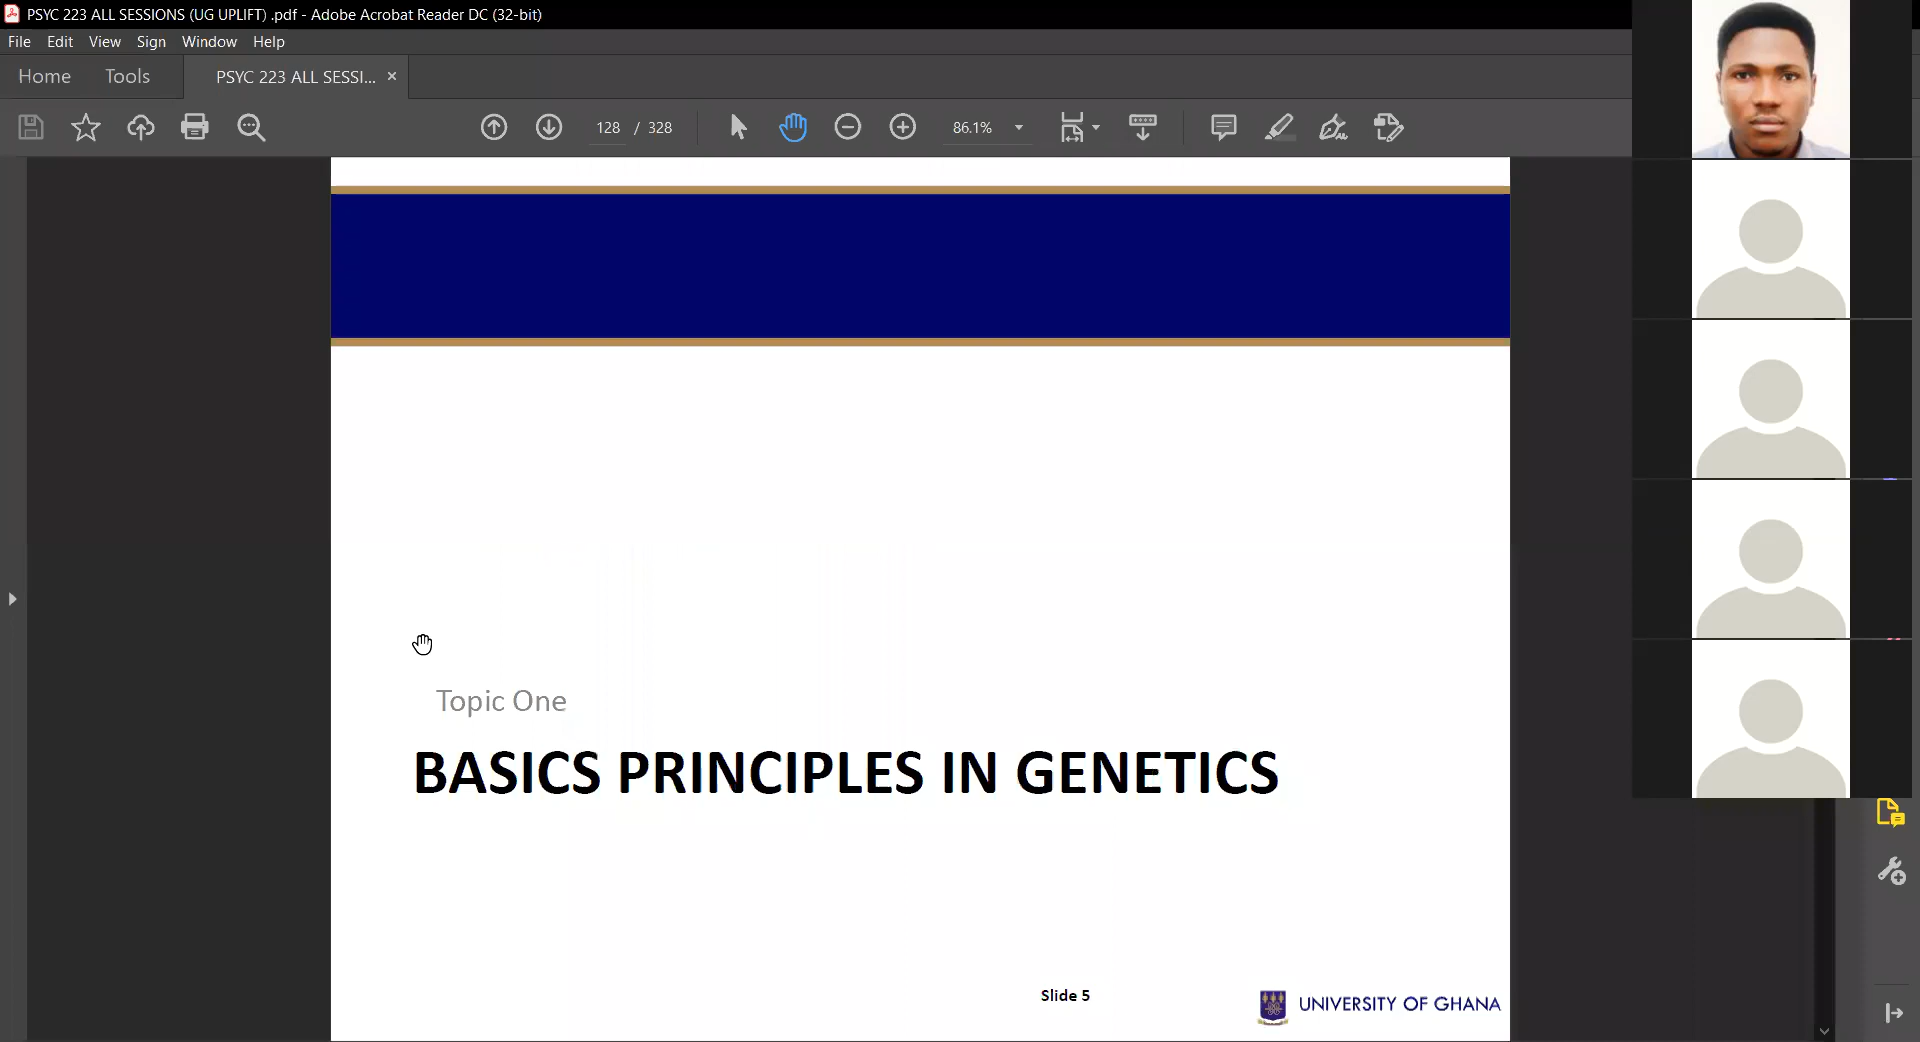 PSYC 223 ALL SESSIONS (UG UPLIFT) .pdf - Adobe Acrobat Reader DC (32-bit)
File Edit View Sign Window Help
Home Tools PSYC 223 ALL SESSI... ×
128 / 328 86.1%
Topic One
BASICS PRINCIPLES IN GENETICS
Slide 5
UNIVERSITY OF GHANA